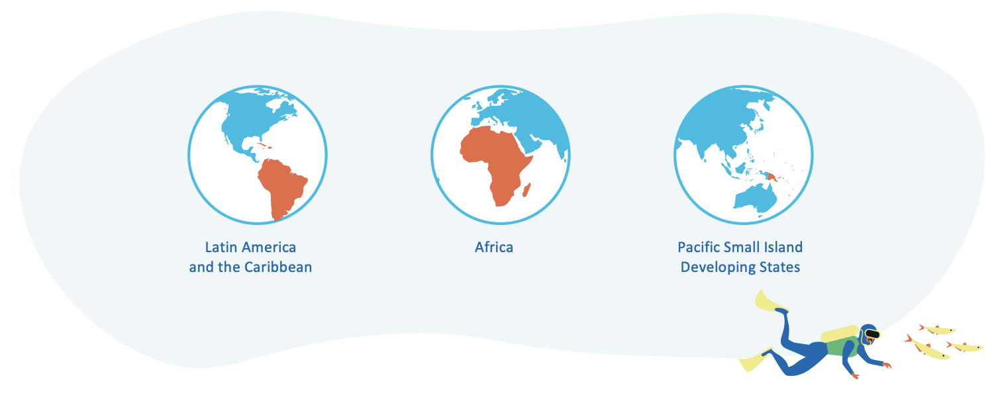 Latin America
and the Caribbean
Africa
Pacific Small Island
Developing States